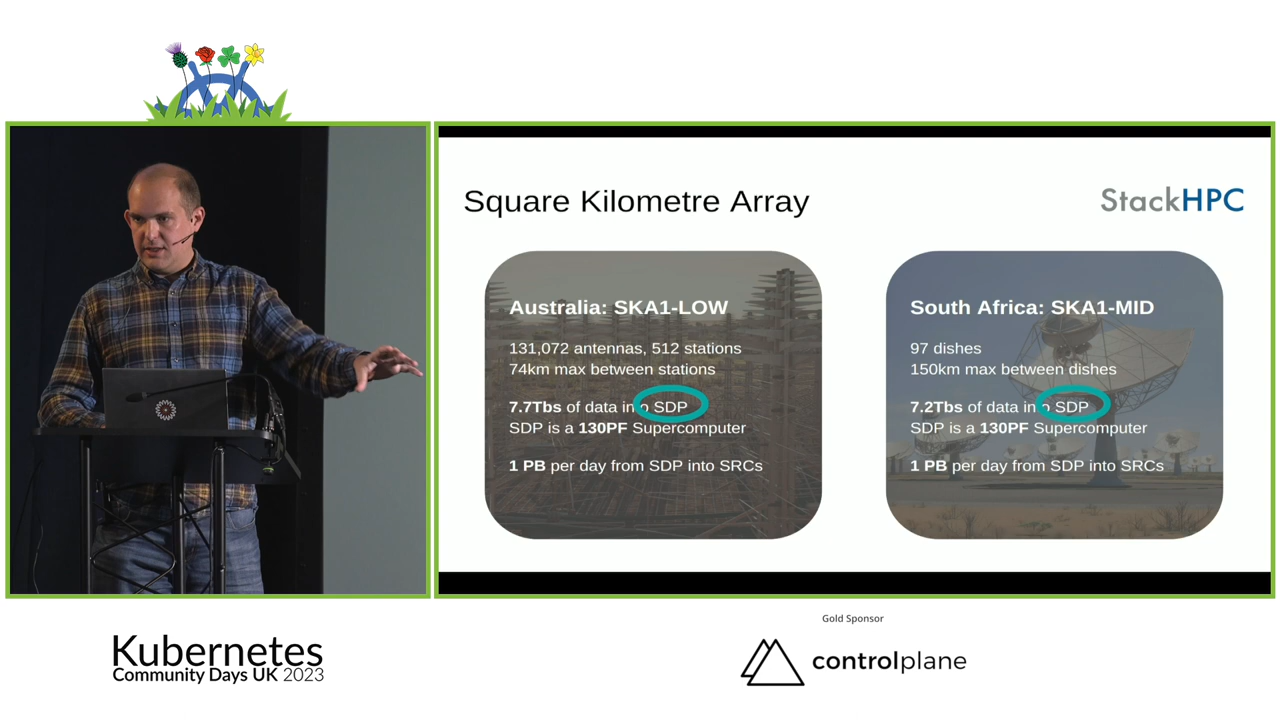 Square Kilometre Array
StackHPC
Australia: SKA1-LOW
131,072 antennas, 512 stations
74km max between stations
7.7Tbs of data into SDP
SDP is a 130PF Supercomputer
1 PB per day from SDP into SRCs
South Africa: SKA1-MID
97 dishes
150km max between dishes
7.2Tbs of data into SDP
SDP is a 130PF Supercomputer
1 PB per day from SDP into SRCs
Kubernetes
Community Days UK 2023
Gold Sponsor
controlplane